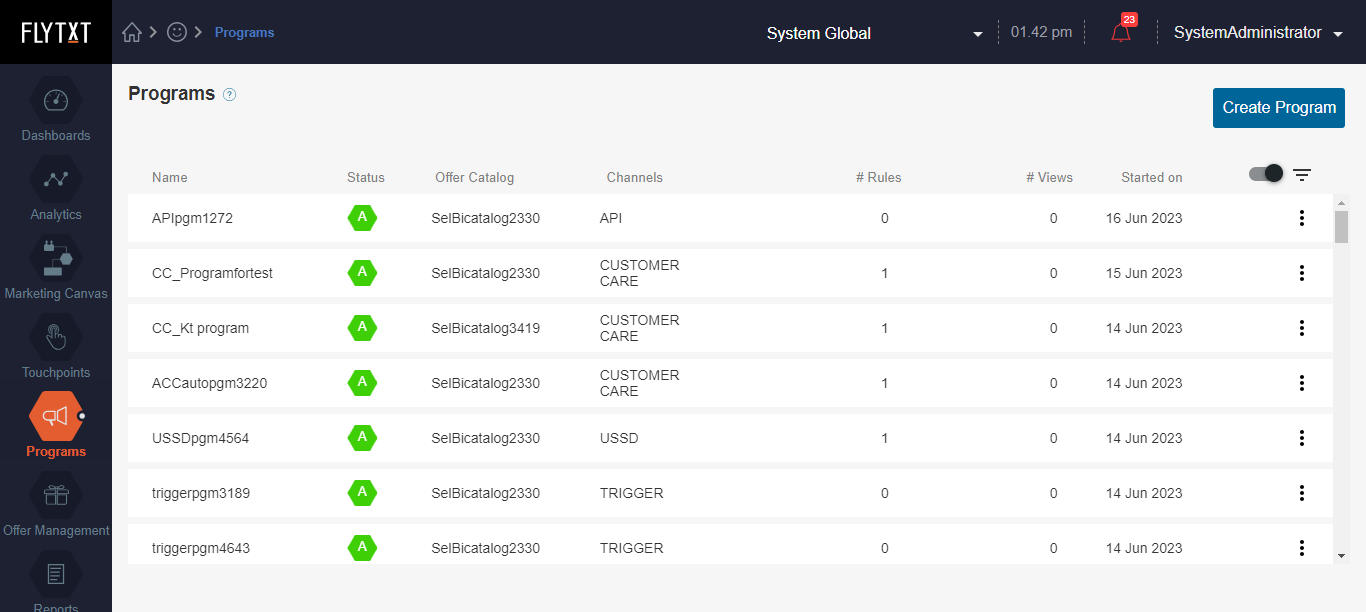 FLYTXT
Programs
System Global
01.42 pm
23
SystemAdministrator
Dashboards
Analytics
Marketing Canvas
Touchpoints
Programs
Offer Management
Reports
Programs ?
Create Program
Name Status Offer Catalog Channels # Rules # Views Started on
APIpgm1272 A SelBicatalog2330 API 0 0 16 Jun 2023
CC_Programfortest A SelBicatalog2330 CUSTOMER
CARE 1 0 15 Jun 2023
CC_Kt program A SelBicatalog3419 CUSTOMER
CARE 1 0 14 Jun 2023
ACCautopgm3220 A SelBicatalog2330 CUSTOMER
CARE 1 0 14 Jun 2023
USSDpgm4564 A SelBicatalog2330 USSD 1 0 14 Jun 2023
triggerpgm3189 A SelBicatalog2330 TRIGGER 0 0 14 Jun 2023
triggerpgm4643 A SelBicatalog2330 TRIGGER 0 0 14 Jun 2023